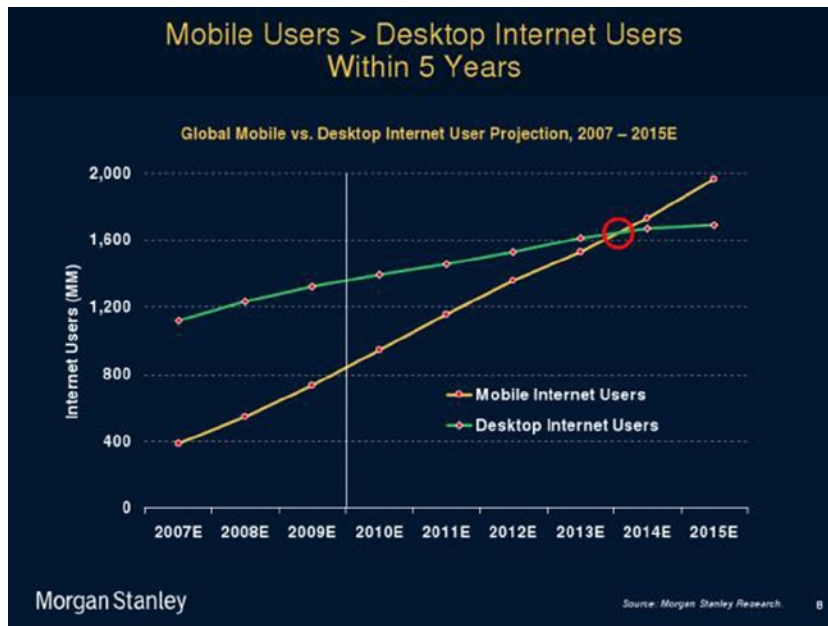 Mobile Users > Desktop Internet Users
Within 5 Years
Global Mobile vs. Desktop Internet User Projection, 2007 – 2015E
2,000
1,600
1,200
800
400
0
Internet Users (MM)
Mobile Internet Users
Desktop Internet Users
2007E 2008E 2009E 2010E 2011E 2012E 2013E 2014E 2015E
Morgan Stanley
Source: Morgan Stanley Research.
8